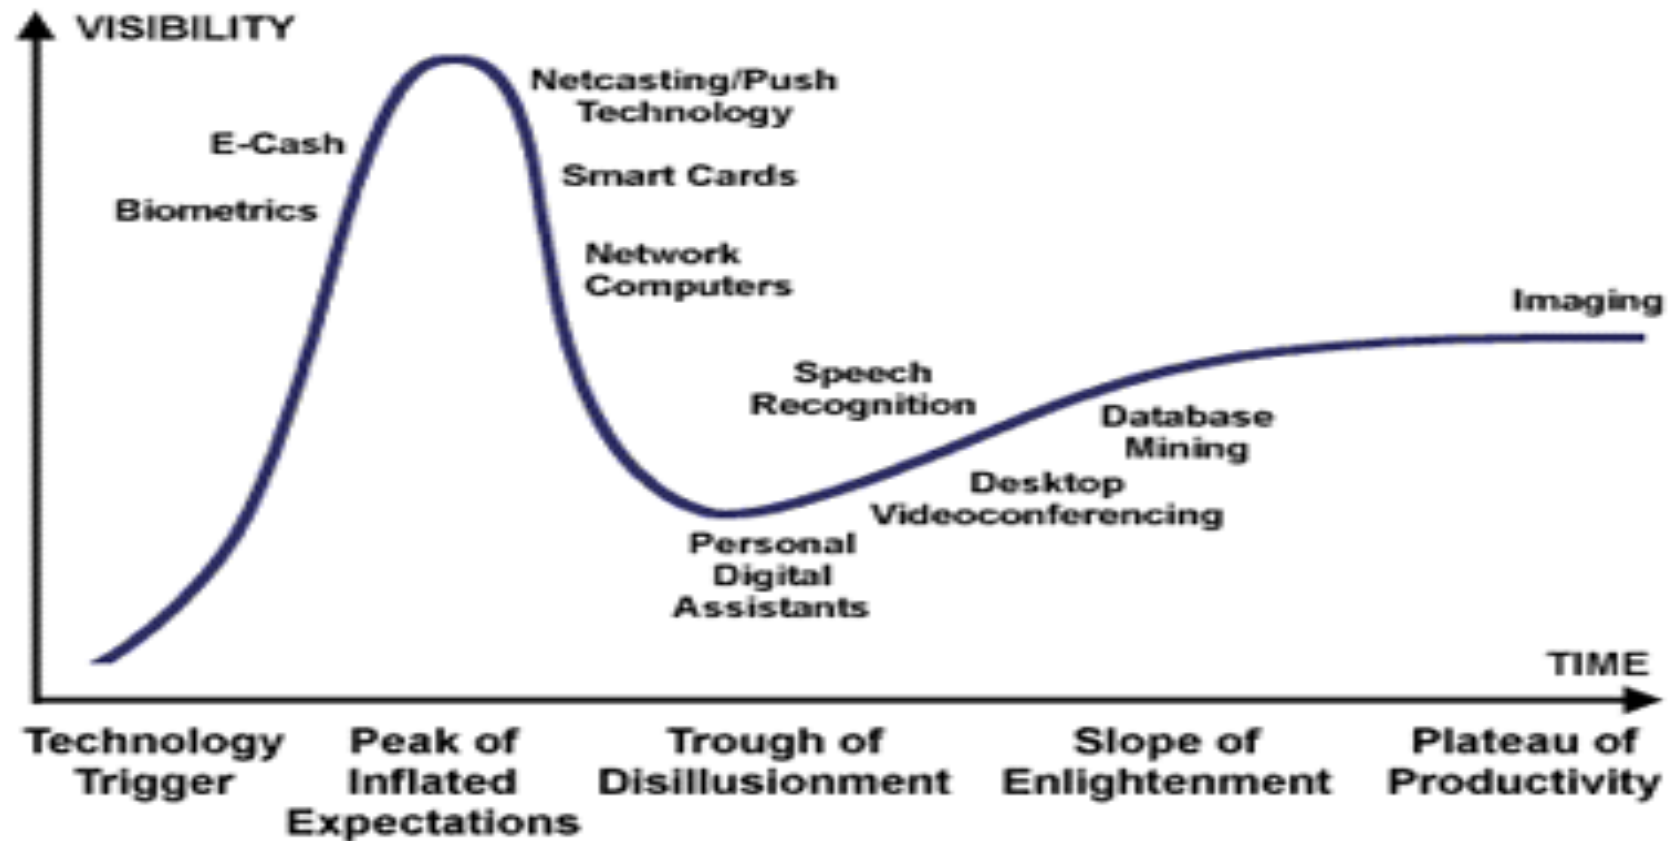 VISIBILITY
Netcasting/Push
Technology
E-Cash
Smart Cards
Biometrics
Network
Computers
Imaging
Speech
Recognition
Database
Mining
Desktop
Videoconferencing
Personal
Digital
Assistants
TIME
Technology
Trigger
Peak of
Inflated
Expectations
Trough of
Disillusionment
Slope of
Enlightenment
Plateau of
Productivity